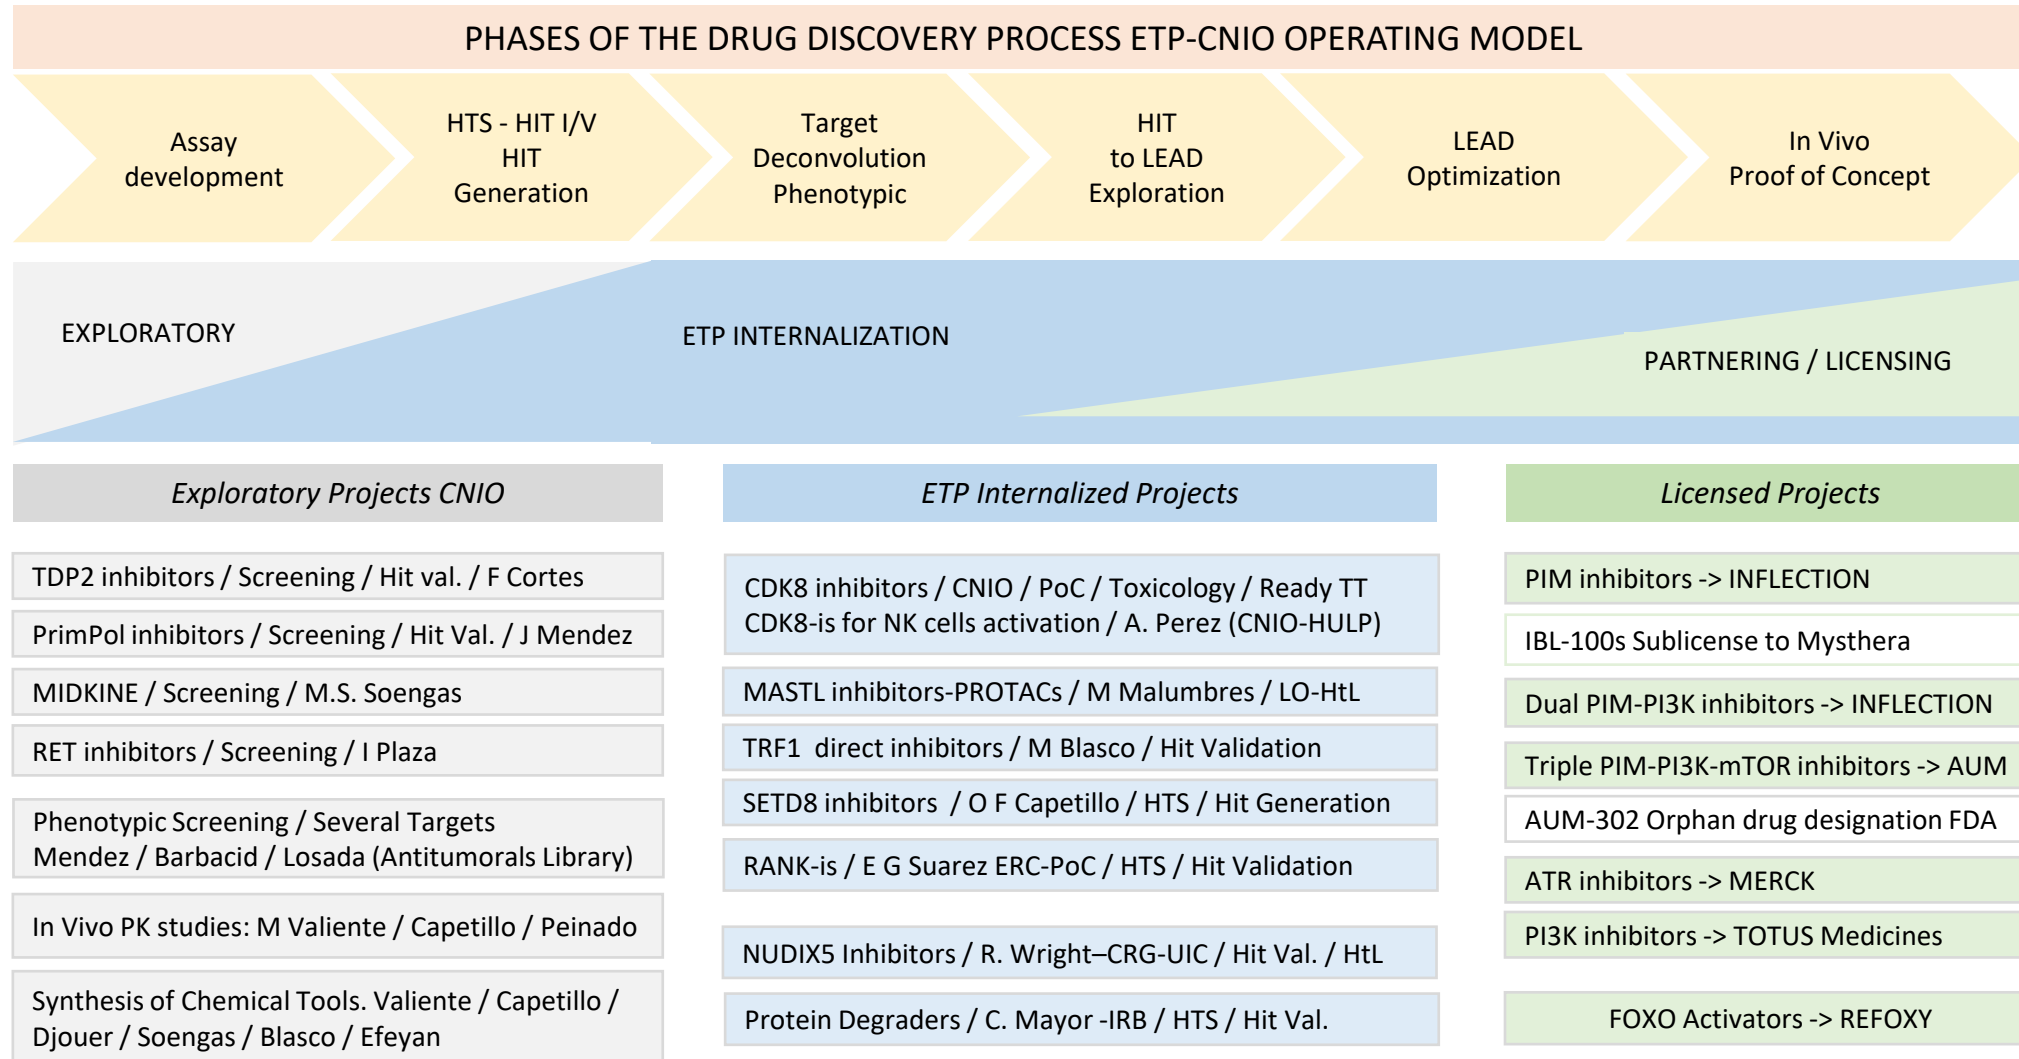 PHASES OF THE DRUG DISCOVERY PROCESS ETP-CNIO OPERATING MODEL
Assay
development
HTS - HIT I/V
HIT
Generation
Target
Deconvolution
Phenotypic
HIT
to LEAD
Exploration
LEAD
Optimization
In Vivo
Proof of Concept
EXPLORATORY
ETP INTERNALIZATION
PARTNERING / LICENSING
Exploratory Projects CNIO
TDP2 inhibitors / Screening / Hit val. / F Cortes
PrimPol inhibitors / Screening / Hit Val. / J Mendez
MIDKINE / Screening / M.S. Soengas
RET inhibitors / Screening / I Plaza
Phenotypic Screening / Several Targets
Mendez / Barbacid / Losada (Antitumorals Library)
In Vivo PK studies: M Valiente / Capetillo / Peinado
Synthesis of Chemical Tools. Valiente / Capetillo /
Djouer / Soengas / Blasco / Efeyan
ETP Internalized Projects
CDK8 inhibitors / CNIO / PoC / Toxicology / Ready TT
CDK8-is for NK cells activation / A. Perez (CNIO-HULP)
MASTL inhibitors-PROTACs / M Malumbres / LO-HtL
TRF1  direct inhibitors / M Blasco / Hit Validation
SETD8 inhibitors  / O F Capetillo / HTS / Hit Generation
RANK-is / E G Suarez ERC-PoC / HTS / Hit Validation
NUDIX5 Inhibitors / R. Wright–CRG-UIC / Hit Val. / HtL
Protein Degraders / C. Mayor -IRB / HTS / Hit Val.
Licensed Projects
PIM inhibitors -> INFLECTION
IBL-100s Sublicense to Mysthera
Dual PIM-PI3K inhibitors -> INFLECTION
Triple PIM-PI3K-mTOR inhibitors -> AUM
AUM-302 Orphan drug designation FDA
ATR inhibitors -> MERCK
PI3K inhibitors -> TOTUS Medicines
FOXO Activators -> REFOXY